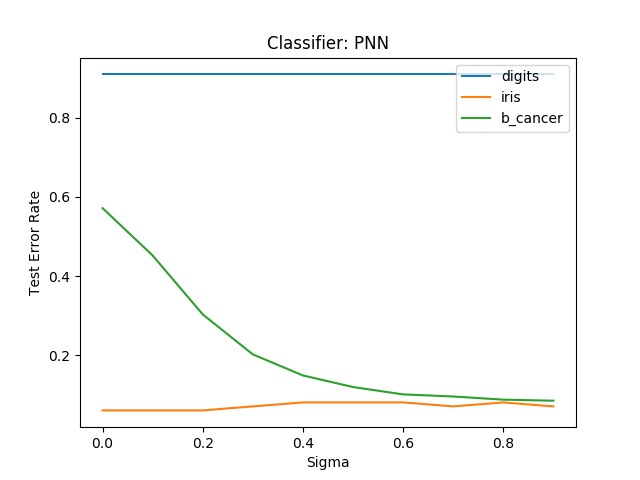 Classifier: PNN
digits
iris
b_cancer
Test Error Rate
0.8
0.6
0.4
0.2
0.0 0.2 0.4 0.6 0.8
Sigma